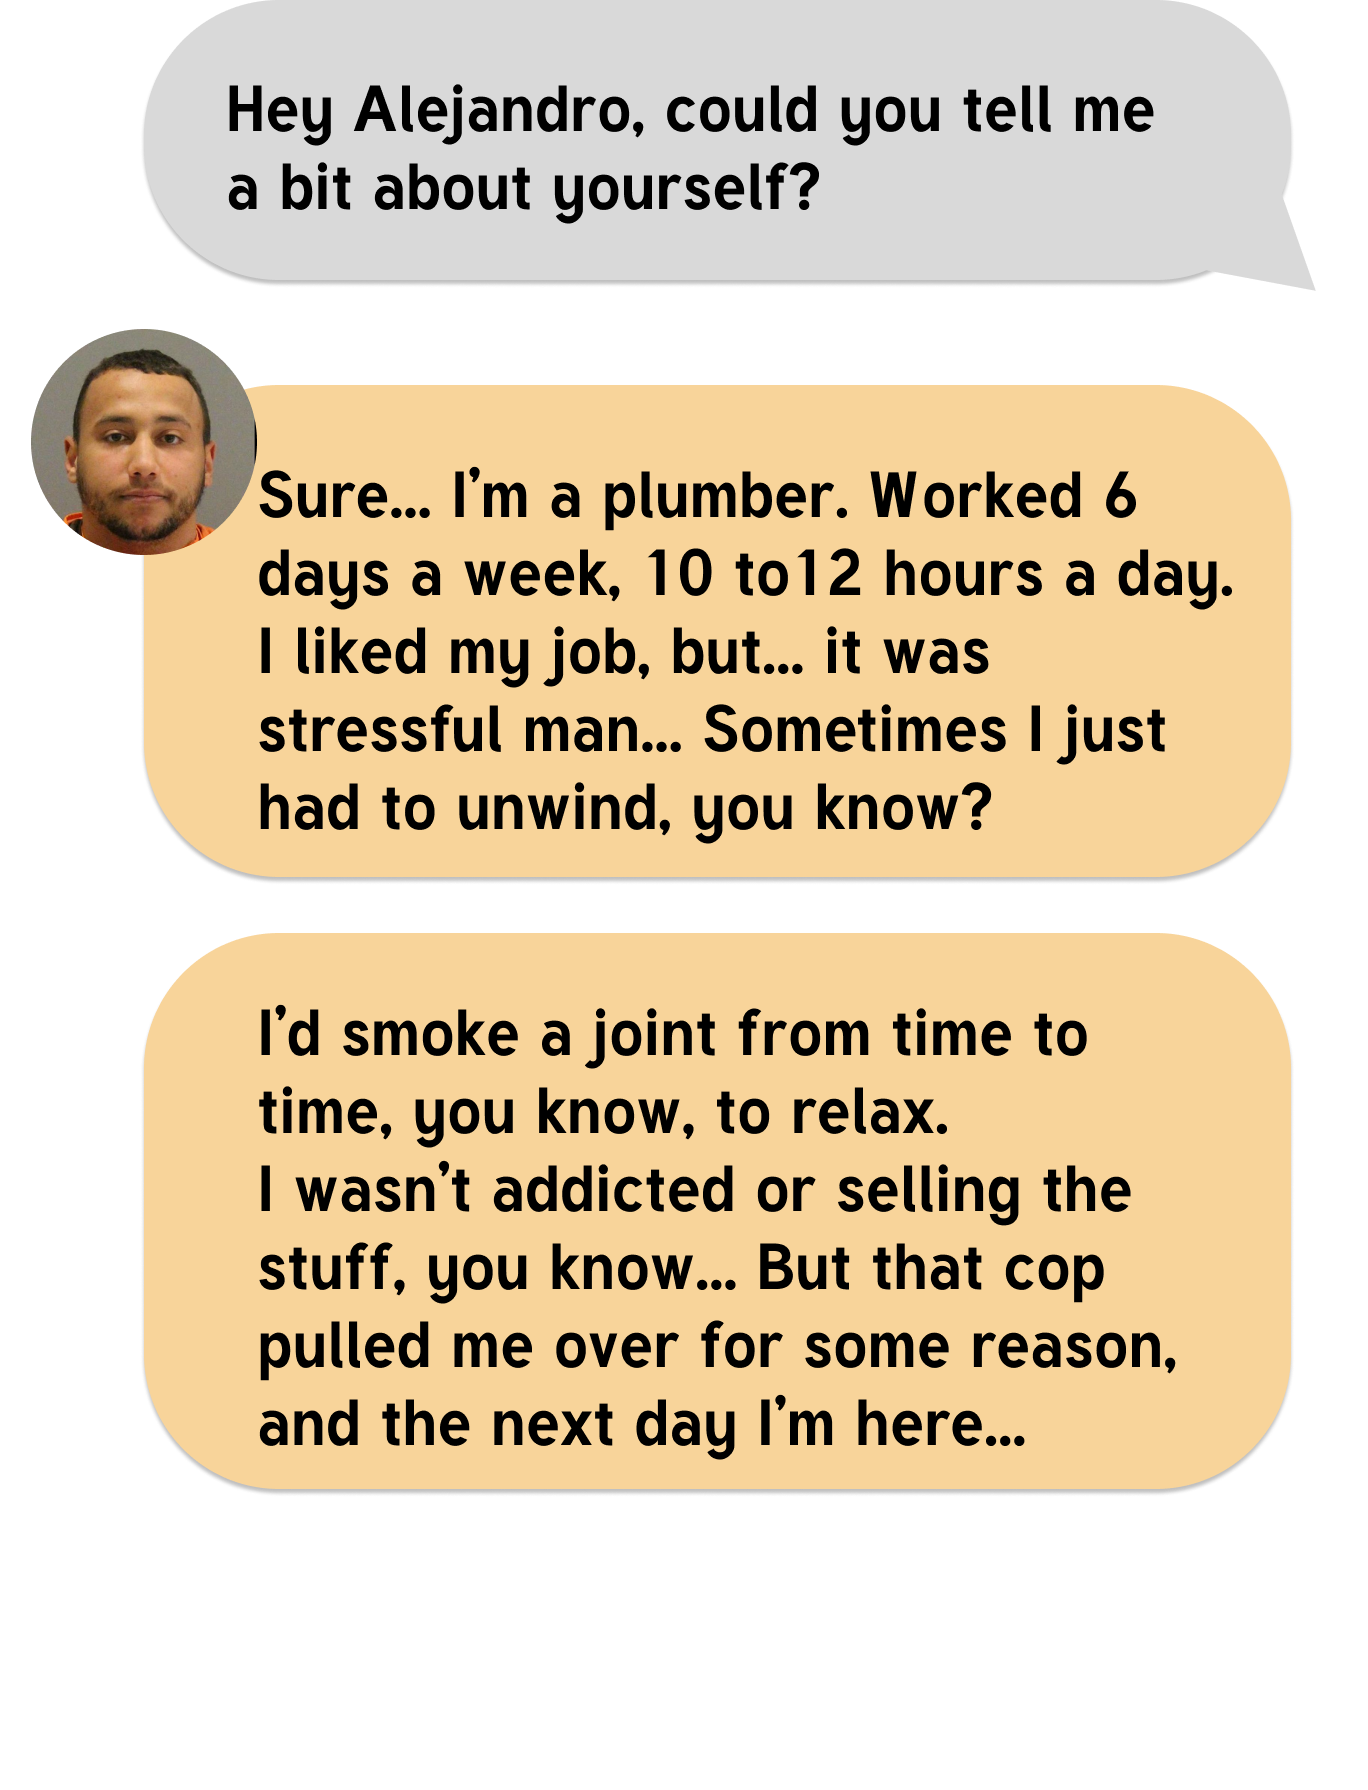 Hey Alejandro, could you tell me
a bit about yourself?
Sure... I'm a plumber. Worked 6
days a week, 10 to12 hours a day.
I liked my job, but... it was
stressful man... Sometimes I just
had to unwind, you know?
I'd smoke a joint from time to
time, you know, to relax.
I wasn't addicted or selling the
stuff, you know... But that cop
pulled me over for some reason,
and the next day I'm here...